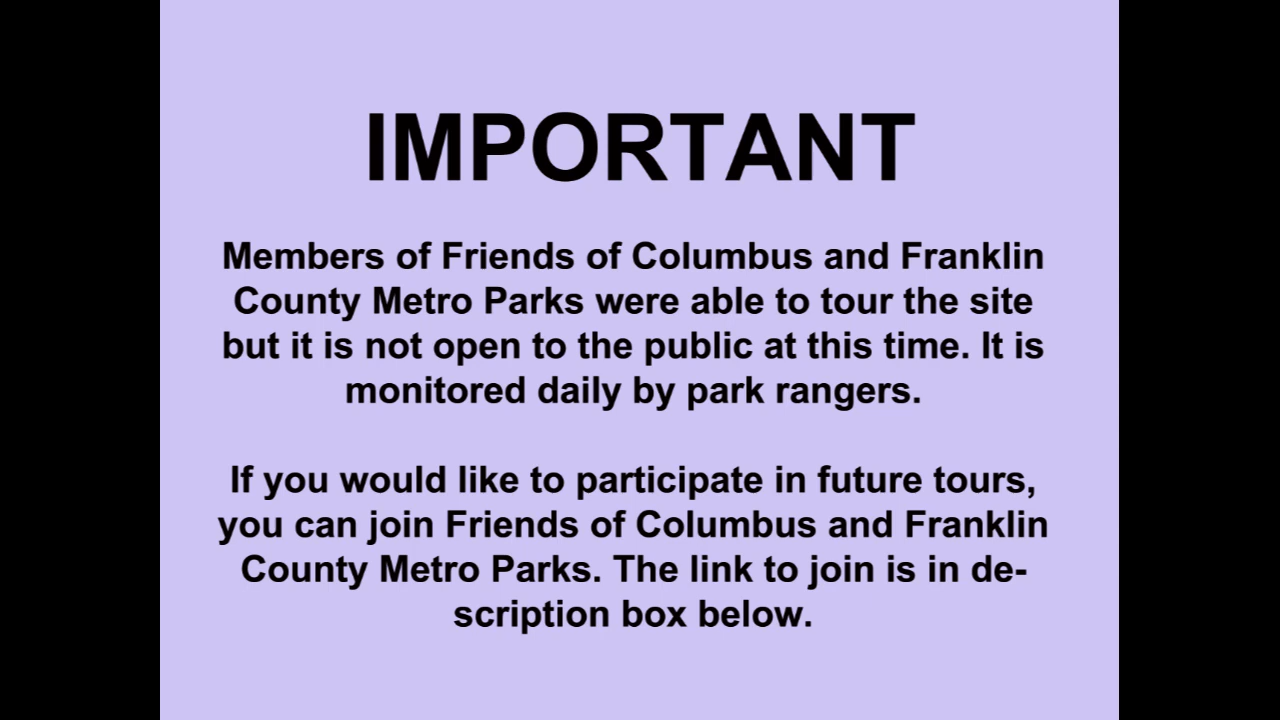 IMPORTANT
Members of Friends of Columbus and Franklin
County Metro Parks were able to tour the site
but it is not open to the public at this time. It is
monitored daily by park rangers.
If you would like to participate in future tours,
you can join Friends of Columbus and Franklin
County Metro Parks. The link to join is in de-
scription box below.